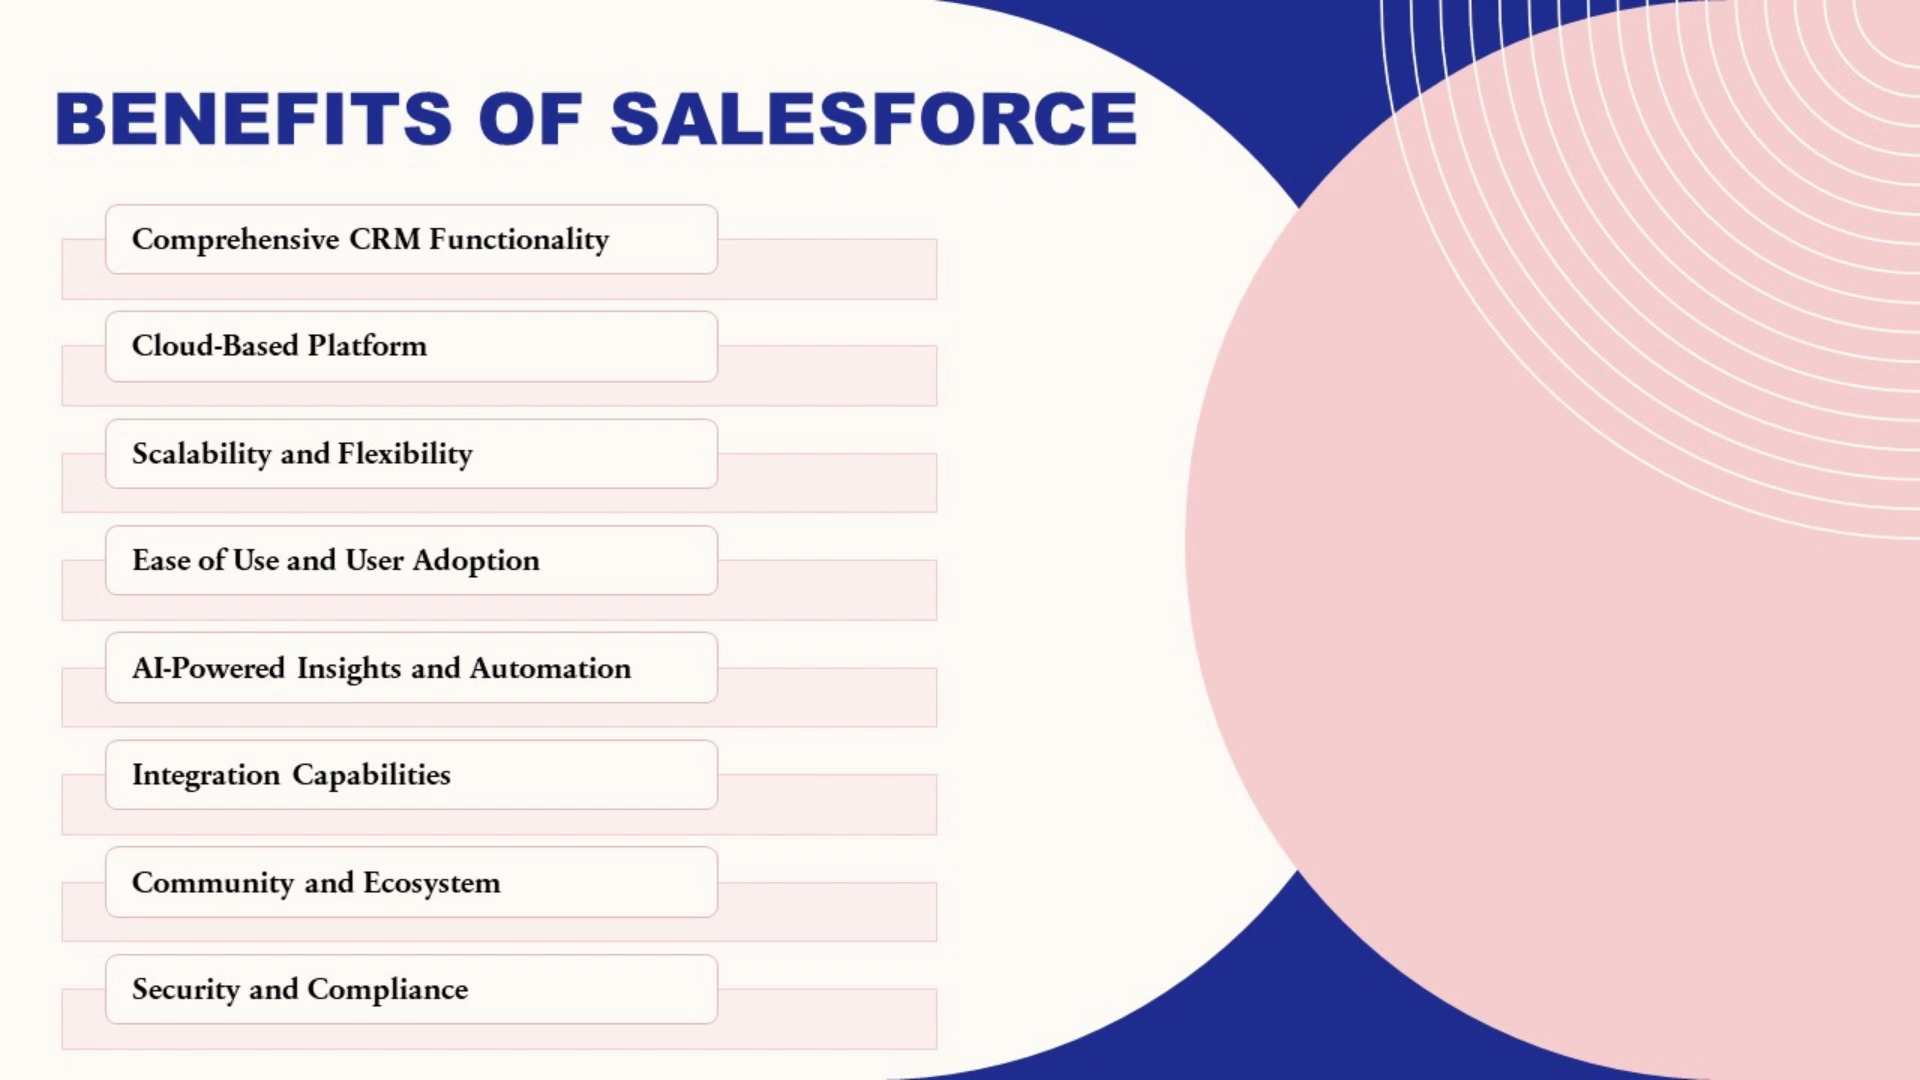 BENEFITS OF SALESFORCE
Comprehensive CRM Functionality
Cloud-Based Platform
Scalability and Flexibility
Ease of Use and User Adoption
AI-Powered Insights and Automation
Integration Capabilities
Community and Ecosystem
Security and Compliance